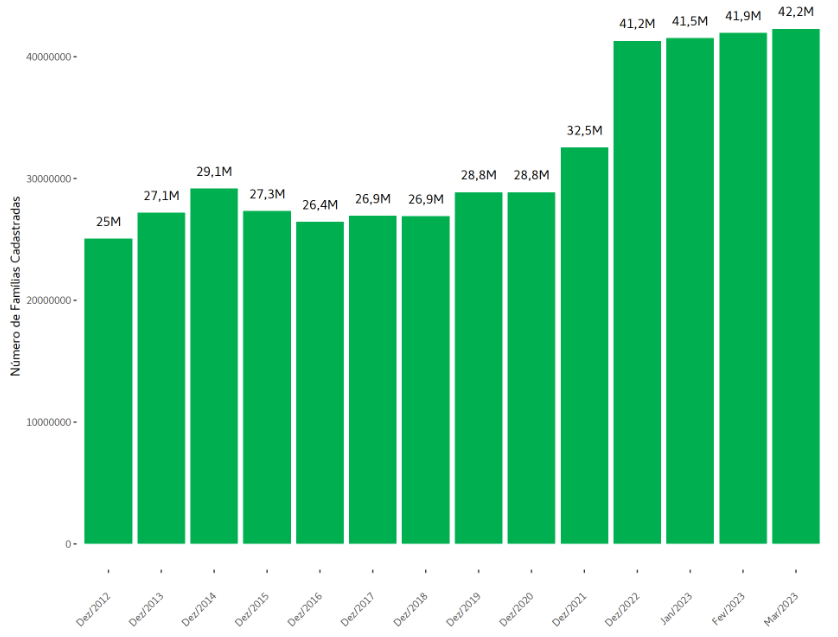 25M
27,1M
29,1M
27,3M
26,4M
26,9M
26,9M
28,8M
28,8M
32,5M
41,2M
41,5M
41,9M
42,2M
Número de Famílias Cadastradas
40000000
30000000
20000000
10000000
0
Dez/2012
Dez/2013
Dez/2014
Dez/2015
Dez/2016
Dez/2017
Dez/2018
Dez/2019
Dez/2020
Dez/2021
Dez/2022
Jan/2023
Fev/2023
Mar/2023